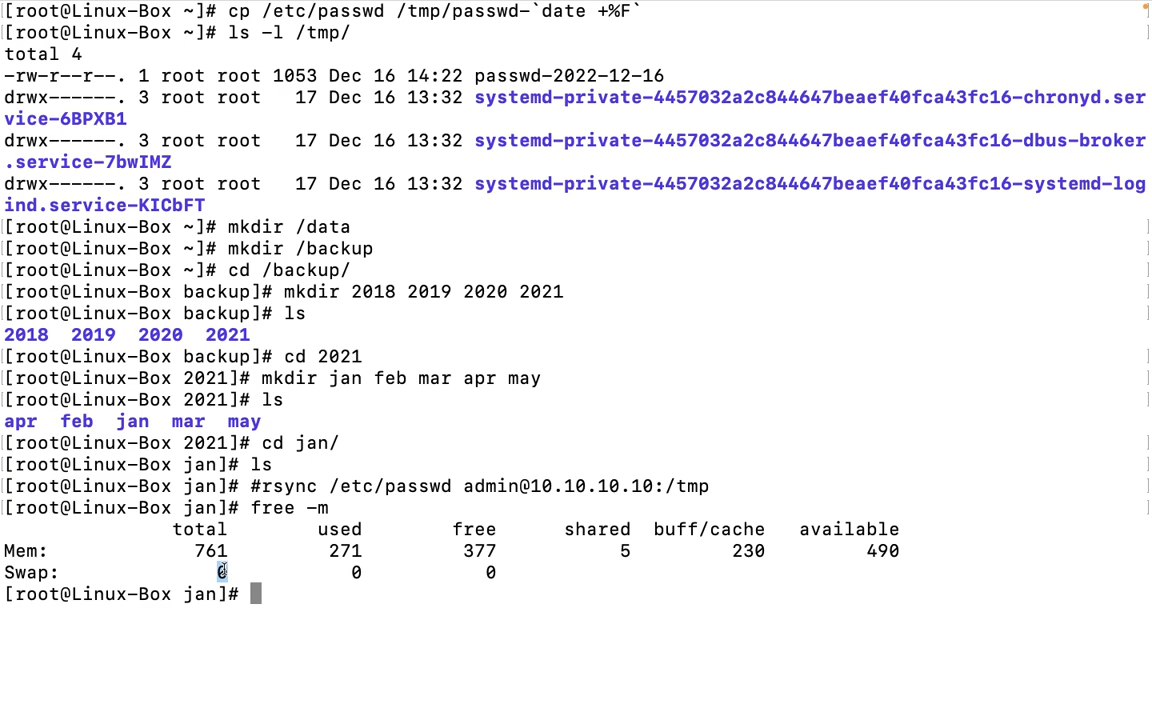 [root@Linux-Box ~]# cp /etc/passwd /tmp/passwd-`date +%F`
[root@Linux-Box ~]# ls -l /tmp/
total 4
-rw-r--r--. 1 root root 1053 Dec 16 14:22 passwd-2022-12-16
drwx------. 3 root root   17 Dec 16 13:32 systemd-private-4457032a2c844647beaef40fca43fc16-chronyd.ser
vice-6BPXB1
drwx------. 3 root root   17 Dec 16 13:32 systemd-private-4457032a2c844647beaef40fca43fc16-dbus-broker
.service-7bwIMZ
drwx------. 3 root root   17 Dec 16 13:32 systemd-private-4457032a2c844647beaef40fca43fc16-systemd-log
ind.service-KICbFT
[root@Linux-Box ~]# mkdir /data
[root@Linux-Box ~]# mkdir /backup
[root@Linux-Box ~]# cd /backup/
[root@Linux-Box backup]# mkdir 2018 2019 2020 2021
[root@Linux-Box backup]# ls
2018  2019  2020  2021
[root@Linux-Box backup]# cd 2021
[root@Linux-Box 2021]# mkdir jan feb mar apr may
[root@Linux-Box 2021]# ls
apr  feb  jan  mar  may
[root@Linux-Box 2021]# cd jan/
[root@Linux-Box jan]# ls
[root@Linux-Box jan]# #rsync /etc/passwd admin@10.10.10.10:/tmp
[root@Linux-Box jan]# free -m
               total        used        free      shared  buff/cache   available
Mem:             761         271         377           5         230         490
Swap:              0           0           0
[root@Linux-Box jan]#